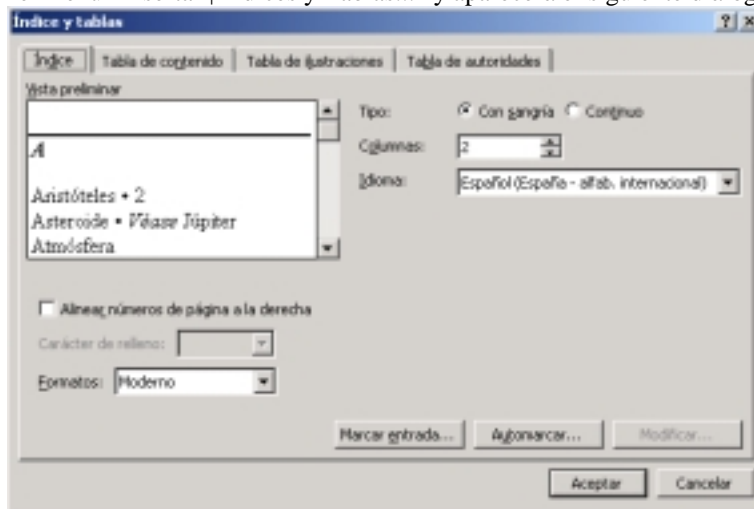 Índice y tablas
Índice Tabla de contenido Tabla de ilustraciones Tabla de autoridades
Vista preliminar
Tipo: Con sangría Continuo
A
Columnas: 2
Idioma: Español (España - alfab. internacional)
Aristóteles • 2
Asteroide • Véase Júpiter
Atmósfera
Alinear números de página a la derecha
Carácter de relleno:
Formatos: Moderno
Marcar entrada... Automarcar... Modificar...
Aceptar Cancelar